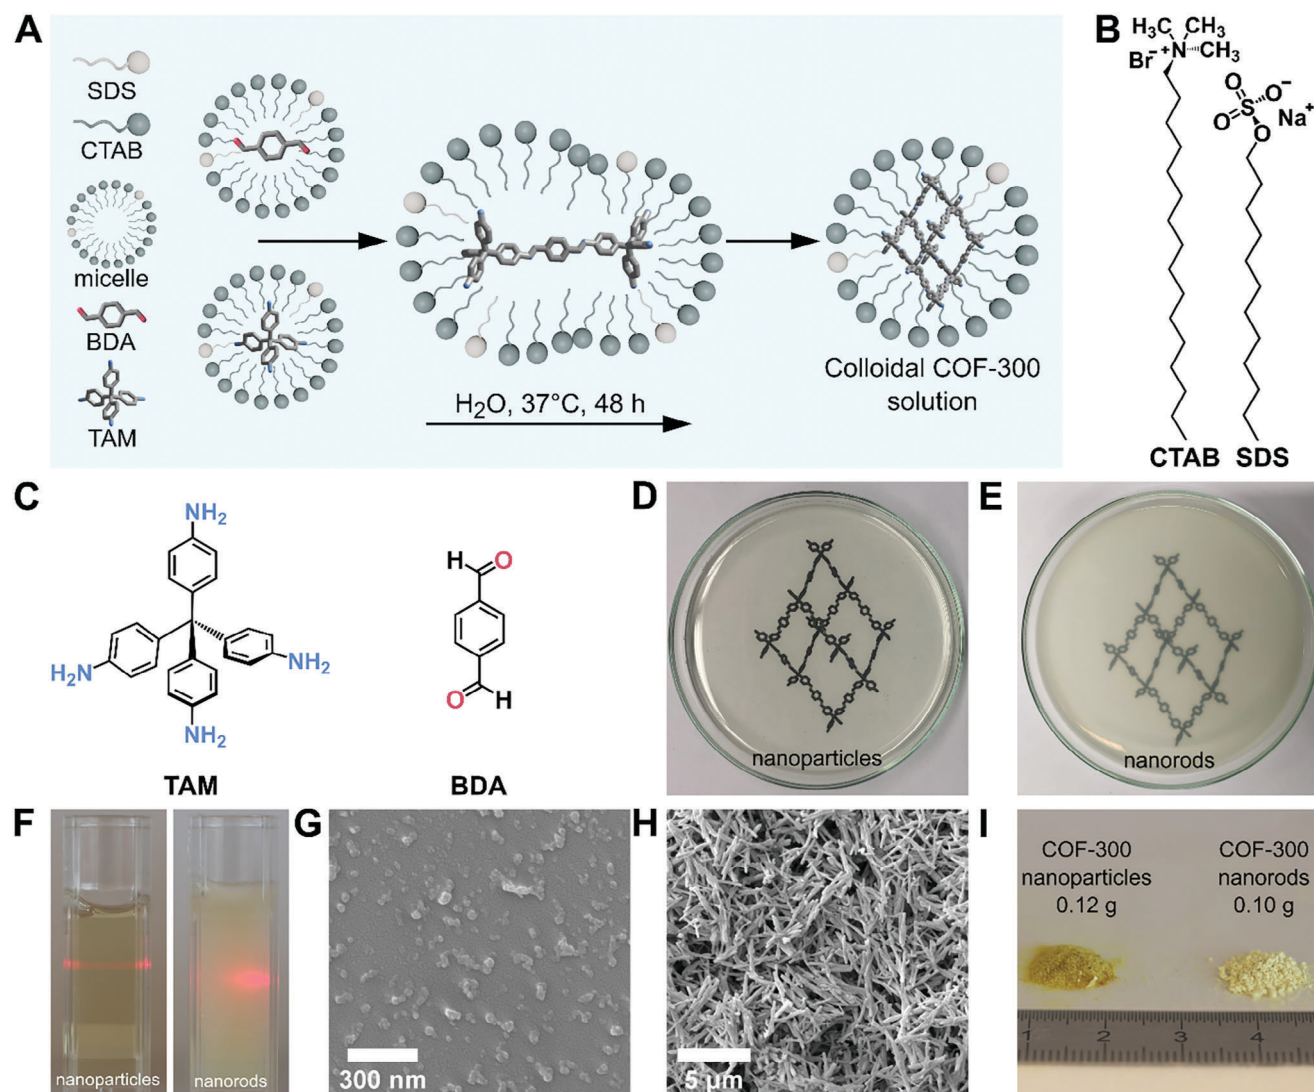 A
SDS
CTAB
micelle
BDA
TAM
H₂O, 37°C, 48 h
Colloidal COF-300
solution
B
H₃C
CH₃
Br⁻ ⁺N CH₃
O
O⁻
S
O
O
Na⁺
CTAB SDS
C
NH₂
H₂N
NH₂
NH₂
TAM
H
O
O
H
BDA
D
nanoparticles
E
nanorods
F
nanoparticles
nanorods
G
300 nm
H
5 µm
I
COF-300
nanoparticles
0.12 g
COF-300
nanorods
0.10 g
1 2 3 4